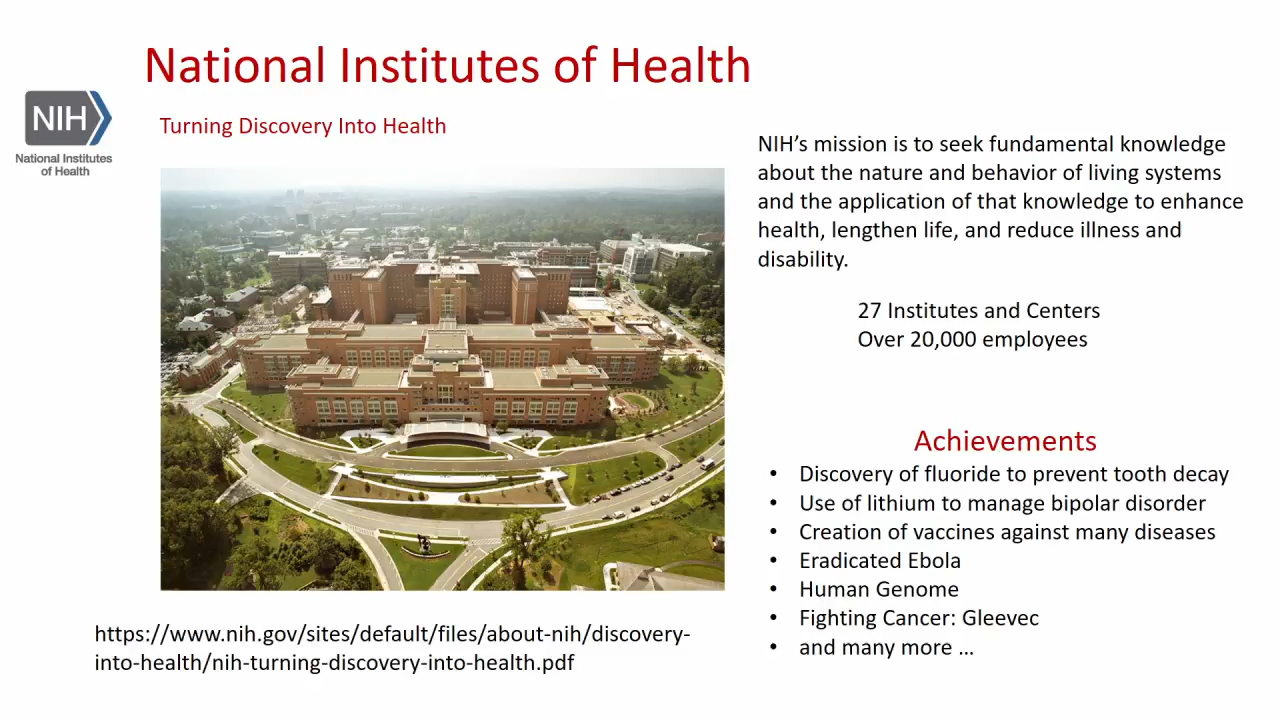 National Institutes of Health
NIH
National Institutes
of Health
Turning Discovery Into Health
NIH’s mission is to seek fundamental knowledge
about the nature and behavior of living systems
and the application of that knowledge to enhance
health, lengthen life, and reduce illness and
disability.
27 Institutes and Centers
Over 20,000 employees
Achievements
• Discovery of fluoride to prevent tooth decay
• Use of lithium to manage bipolar disorder
• Creation of vaccines against many diseases
• Eradicated Ebola
• Human Genome
• Fighting Cancer: Gleevec
• and many more …
https://www.nih.gov/sites/default/files/about-nih/discovery-
into-health/nih-turning-discovery-into-health.pdf